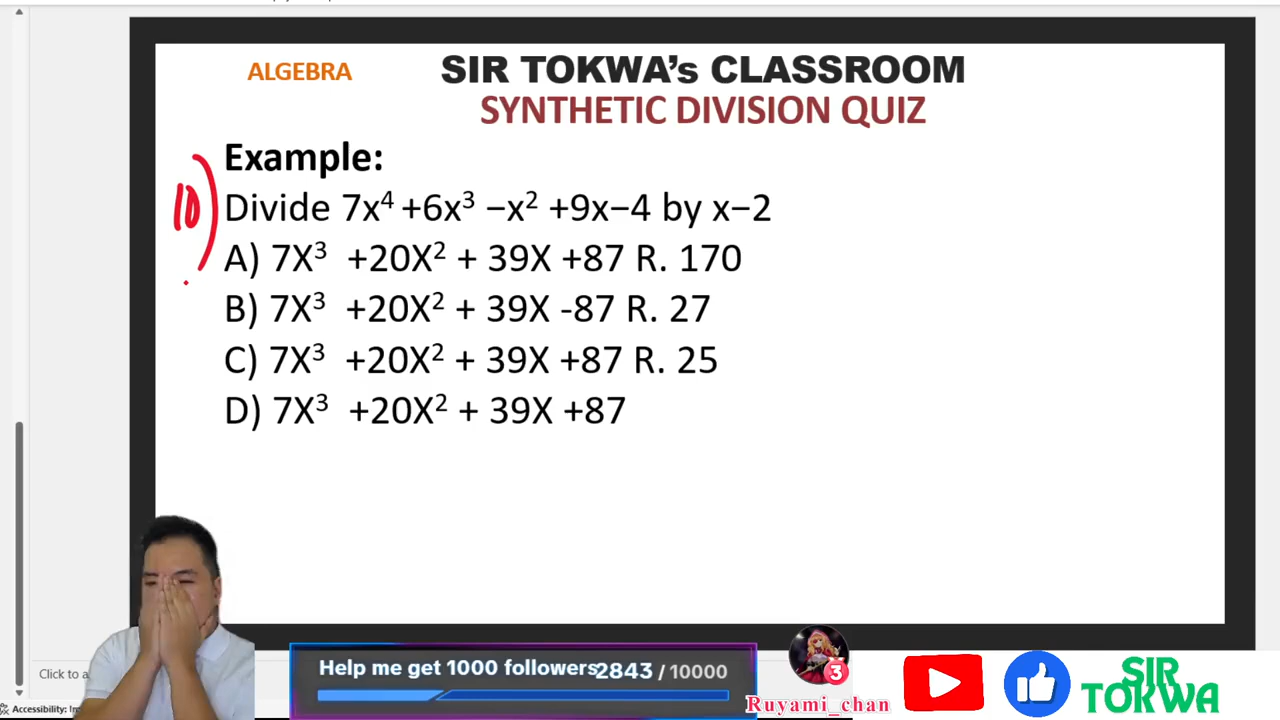 ALGEBRA
SIR TOKWA's CLASSROOM
SYNTHETIC DIVISION QUIZ
Example:
10)
Divide 7x⁴ +6x³ −x² +9x−4 by x−2
A) 7X³ +20X² + 39X +87 R. 170
B) 7X³ +20X² + 39X -87 R. 27
C) 7X³ +20X² + 39X +87 R. 25
D) 7X³ +20X² + 39X +87
Click to a
Help me get 1000 followers 2843 / 10000
3
Ruyami_chan
SIR
TOKWA
Accessibility: